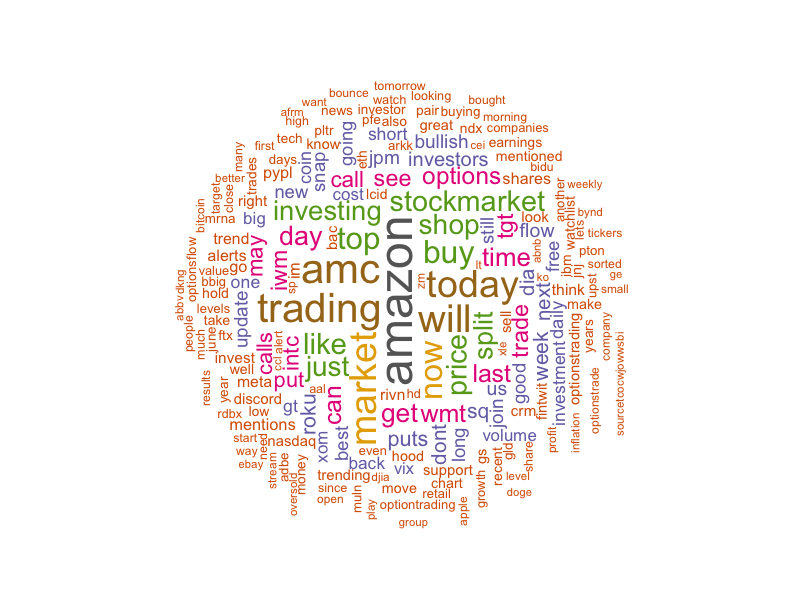 tomorrow
bounce watch looking
want news investor pair buying bought
afrm pfe also morning
high great ndx companies
pltr going short bullish cei earnings
tech know arkk
first eth jpm investors mentioned
many days. coin snap call see options bidu
better pypl lcid shares another weekly
trades new cost stockmarket
target close right investing shop tgt look watchlist bynd
bitcoin mrna big top still flow lets
trend day bac buy time free tickers
alerts may abnb pton
optionsflow go iwm im amc lt dia ibm jnj sorted
value one sp zm today ko ge
abbv dkng bbig trading next think upst small
hold update will sell make
levels amazon split trade daily
people take june intc like now price xle years company
much ftx calls ccl alert market week optionstrading
invest just last good fintwit investment
well put aal us
results meta can rivn hd sq crm optionstrade
year discord roku get wmt join sourcetocwjowwsbi
rdbx low gt
mentions xom best puts dont long volume profit inflation
start nasdaq even hood
way need back vix support gs recent gld share
ebay adbe trending djia chart
stream money since move growth level
oversold open muln retail doge
play optiontrading apple
group